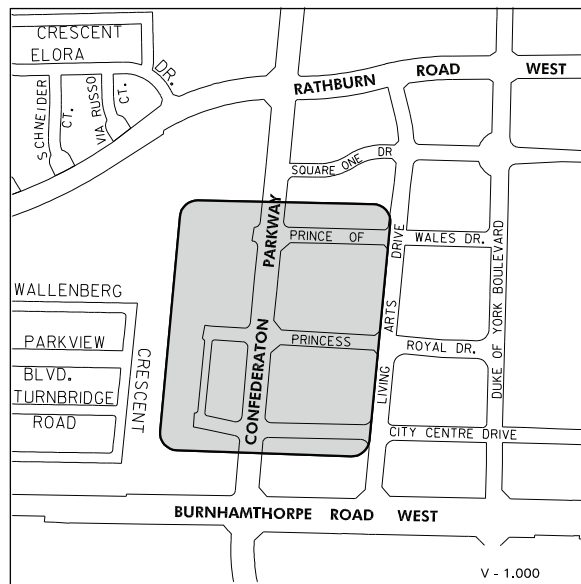 CRESCENT
ELORA
DR.
SCHNEIDER
CT.
VIA RUSSO
CT.
RATHBURN ROAD WEST
SQUARE ONE DR
PRINCE OF WALES DR.
CONFEDERATON PARKWAY
LIVING ARTS DRIVE
DUKE OF YORK BOULEVARD
WALLENBERG
CRESCENT
PARKVIEW
BLVD.
TURNBRIDGE
ROAD
PRINCESS ROYAL DR.
CITY CENTRE DRIVE
BURNHAMTHORPE ROAD WEST
V - 1.000